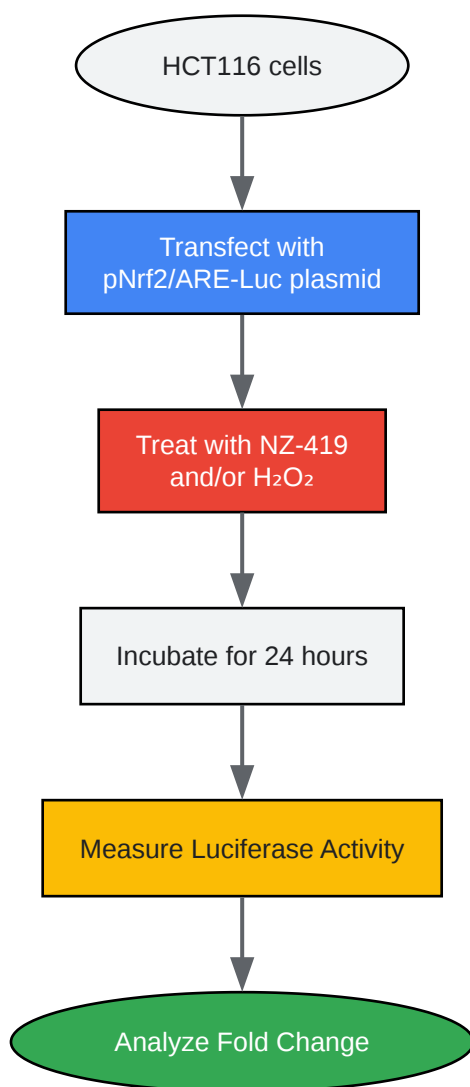 HCT116 cells
Transfect with
pNrf2/ARE-Luc plasmid
Treat with NZ-419
and/or H₂O₂
Incubate for 24 hours
Measure Luciferase Activity
Analyze Fold Change